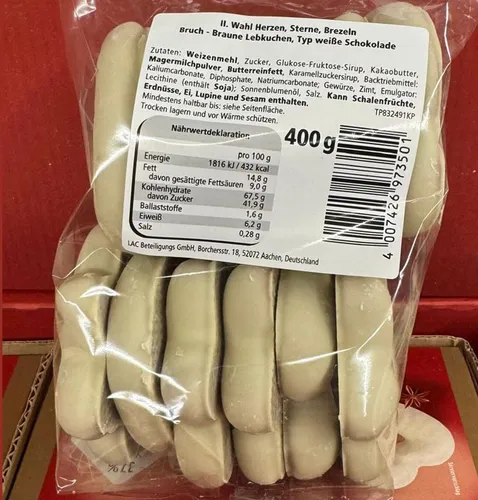 II. Wahl Herzen, Sterne, Brezeln
Bruch - Braune Lebkuchen, Typ weiße Schokolade
Zutaten: Weizenmehl, Zucker, Glukose-Fruktose-Sirup, Kakaobutter,
Magermilchpulver, Butterreinfett, Karamellzuckersirup, Backtriebmittel:
Kaliumcarbonate, Diphosphate, Natriumcarbonate; Gewürze, Zimt, Emulgator:
Lecithine (enthält Soja); Sonnenblumenöl, Salz. Kann Schalenfrüchte,
Erdnüsse, Ei, Lupine und Sesam enthalten.
Mindestens haltbar bis: siehe Seitenfläche. TP832491KP
Trocken lagern und vor Wärme schützen.
Nährwertdeklaration
pro 100 g
Energie 1816 kJ / 432 kcal
Fett 14,8 g
davon gesättigte Fettsäuren 9,0 g
Kohlenhydrate 67,5 g
davon Zucker 41,9 g
Ballaststoffe 1,6 g
Eiweiß 6,2 g
Salz 0,28 g
400g
4 007426 973501
LAC Beteiligungs GmbH, Borchersstr. 18, 52072 Aachen, Deutschland